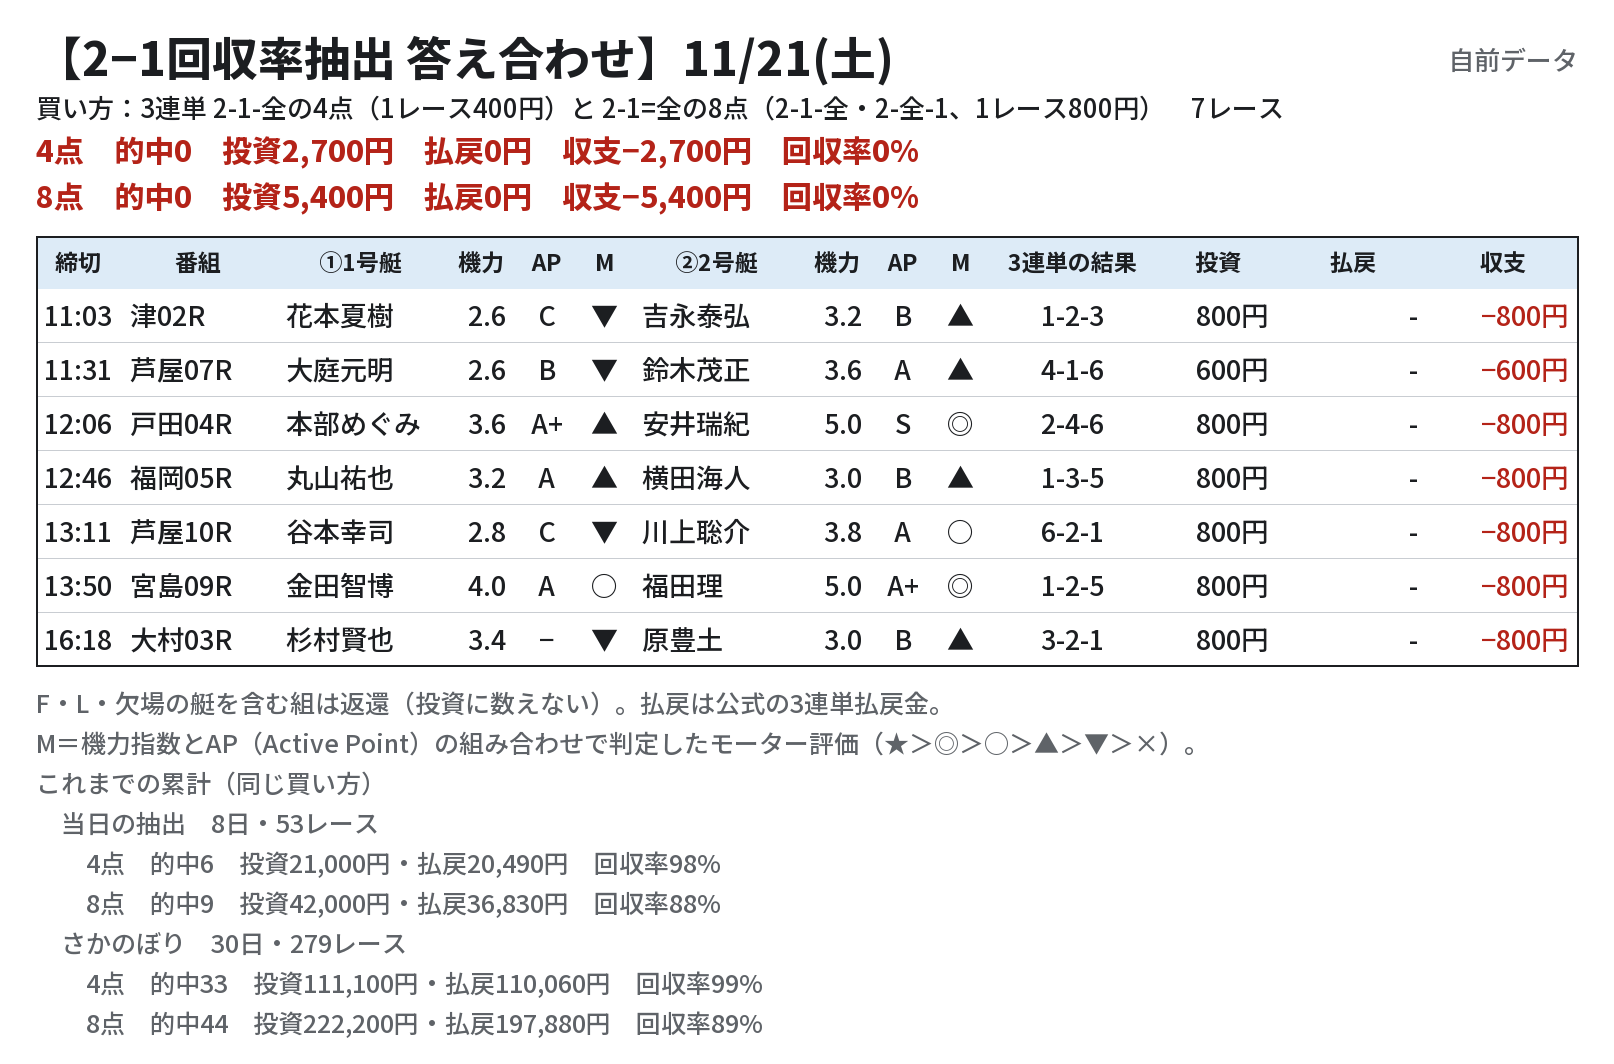 【2−1回収率抽出 答え合わせ】11/21(土) 自前データ
買い方：3連単 2-1-全の4点（1レース400円）と 2-1=全の8点（2-1-全・2-全-1、1レース800円）　7レース
4点　的中0　投資2,700円　払戻0円　収支−2,700円　回収率0%
8点　的中0　投資5,400円　払戻0円　収支−5,400円　回収率0%
締切 番組 ①1号艇 機力 AP M ②2号艇 機力 AP M 3連単の結果 投資 払戻 収支
11:03 津02R 花本夏樹 2.6 C ▼ 吉永泰弘 3.2 B ▲ 1-2-3 800円 - −800円
11:31 芦屋07R 大庭元明 2.6 B ▼ 鈴木茂正 3.6 A ▲ 4-1-6 600円 - −600円
12:06 戸田04R 本部めぐみ 3.6 A+ ▲ 安井瑞紀 5.0 S ◎ 2-4-6 800円 - −800円
12:46 福岡05R 丸山祐也 3.2 A ▲ 横田海人 3.0 B ▲ 1-3-5 800円 - −800円
13:11 芦屋10R 谷本幸司 2.8 C ▼ 川上聡介 3.8 A ○ 6-2-1 800円 - −800円
13:50 宮島09R 金田智博 4.0 A ○ 福田理 5.0 A+ ◎ 1-2-5 800円 - −800円
16:18 大村03R 杉村賢也 3.4 − ▼ 原豊土 3.0 B ▲ 3-2-1 800円 - −800円
F・L・欠場の艇を含む組は返還（投資に数えない）。払戻は公式の3連単払戻金。
M＝機力指数とAP（Active Point）の組み合わせで判定したモーター評価（★＞◎＞○＞▲＞▼＞×）。
これまでの累計（同じ買い方）
当日の抽出　8日・53レース
4点　的中6　投資21,000円・払戻20,490円　回収率98%
8点　的中9　投資42,000円・払戻36,830円　回収率88%
さかのぼり　30日・279レース
4点　的中33　投資111,100円・払戻110,060円　回収率99%
8点　的中44　投資222,200円・払戻197,880円　回収率89%